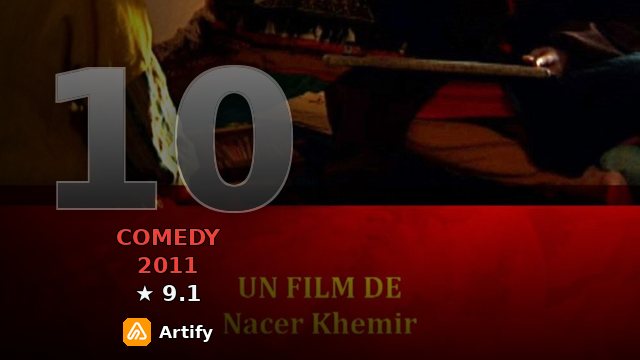 10
COMEDY
2011
★ 9.1
UN FILM DE
Artify
Nacer Khemir